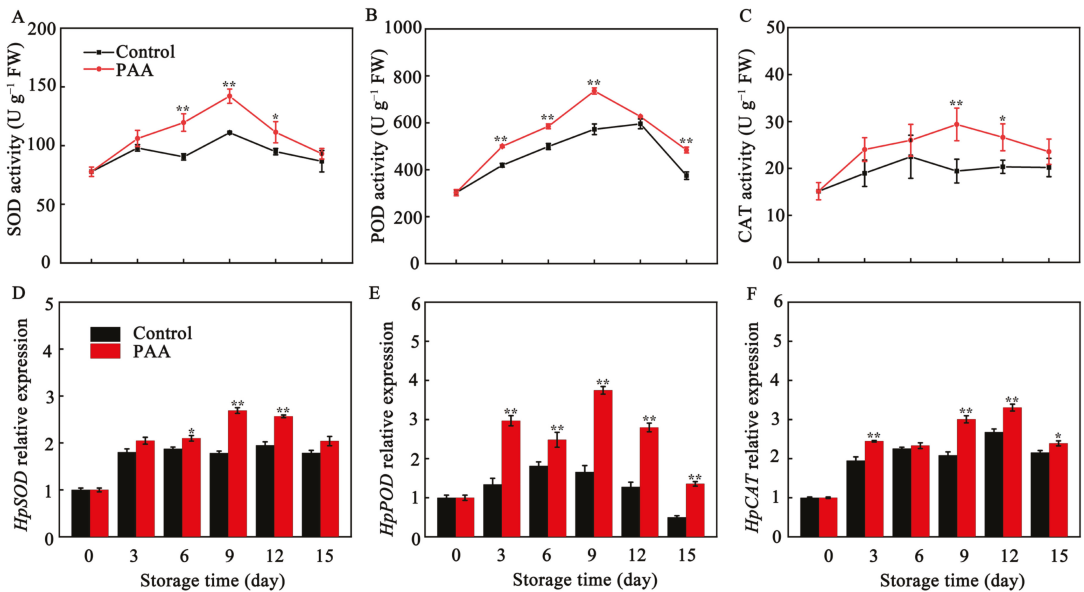 A
SOD activity (U g⁻¹ FW)
200
150
100
50
0
Control
PAA
**
**
*
B
POD activity (U g⁻¹ FW)
1000
800
600
400
200
**
**
**
**
C
CAT activity (U g⁻¹ FW)
50
40
30
20
10
0
**
*
D
HpSOD relative expression
5
4
3
2
1
0
Control
PAA
*
**
**
0 3 6 9 12 15
Storage time (day)
E
HpPOD relative expression
6
5
4
3
2
1
0
**
**
**
**
**
0 3 6 9 12 15
Storage time (day)
F
HpCAT relative expression
6
5
4
3
2
1
0
**
**
**
*
0 3 6 9 12 15
Storage time (day)